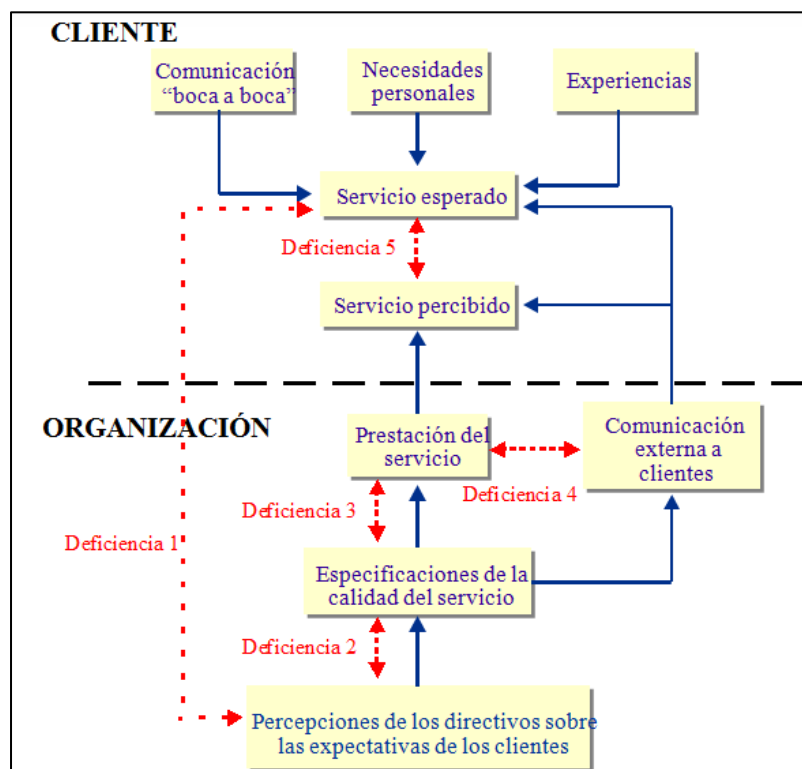 CLIENTE
Comunicación
“boca a boca”
Necesidades
personales
Experiencias
Servicio esperado
Deficiencia 5
Servicio percibido
ORGANIZACIÓN
Prestación del
servicio
Comunicación
externa a
clientes
Deficiencia 4
Deficiencia 3
Deficiencia 1
Especificaciones de la
calidad del servicio
Deficiencia 2
Percepciones de los directivos sobre
las expectativas de los clientes